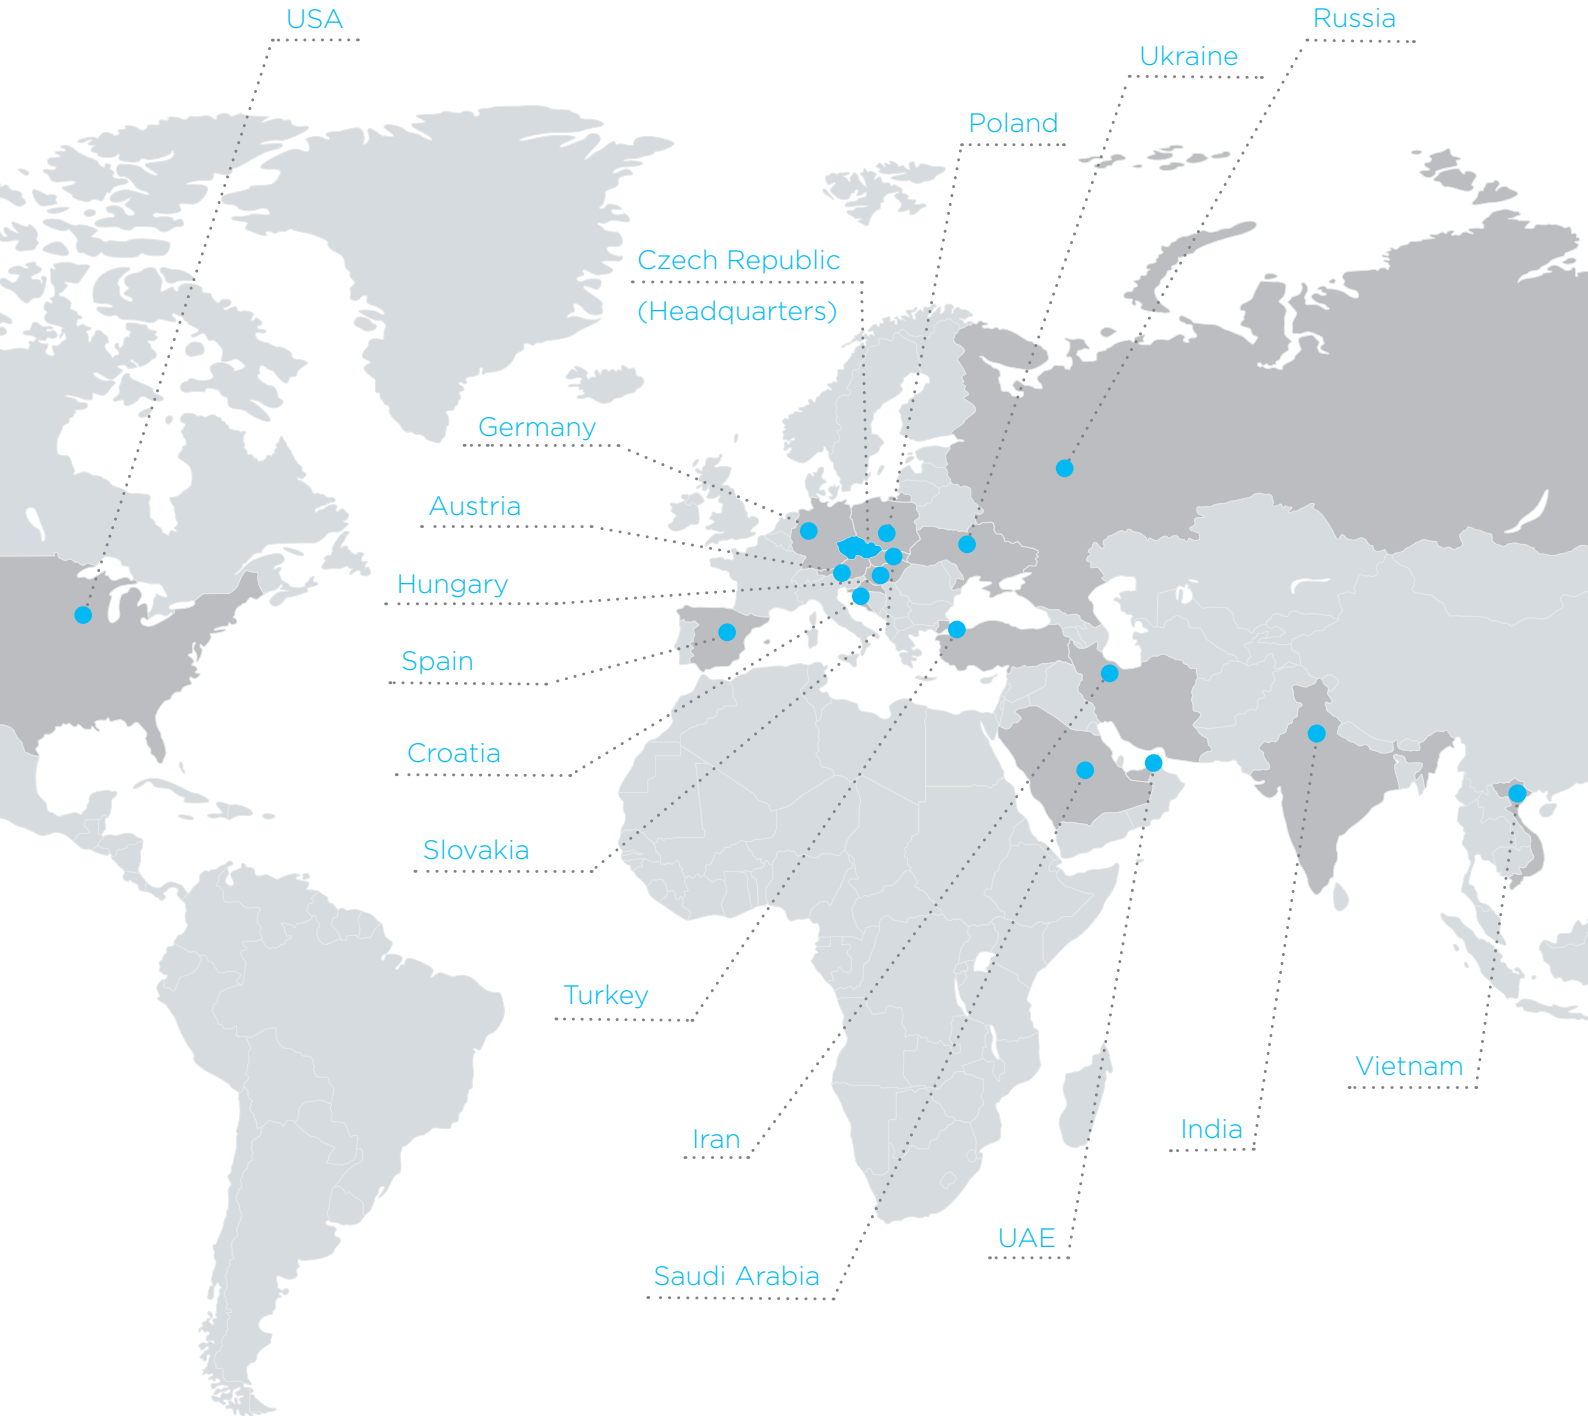 USA
Russia
Ukraine
Poland
Czech Republic
(Headquarters)
Germany
Austria
Hungary
Spain
Croatia
Slovakia
Turkey
Vietnam
India
Iran
UAE
Saudi Arabia